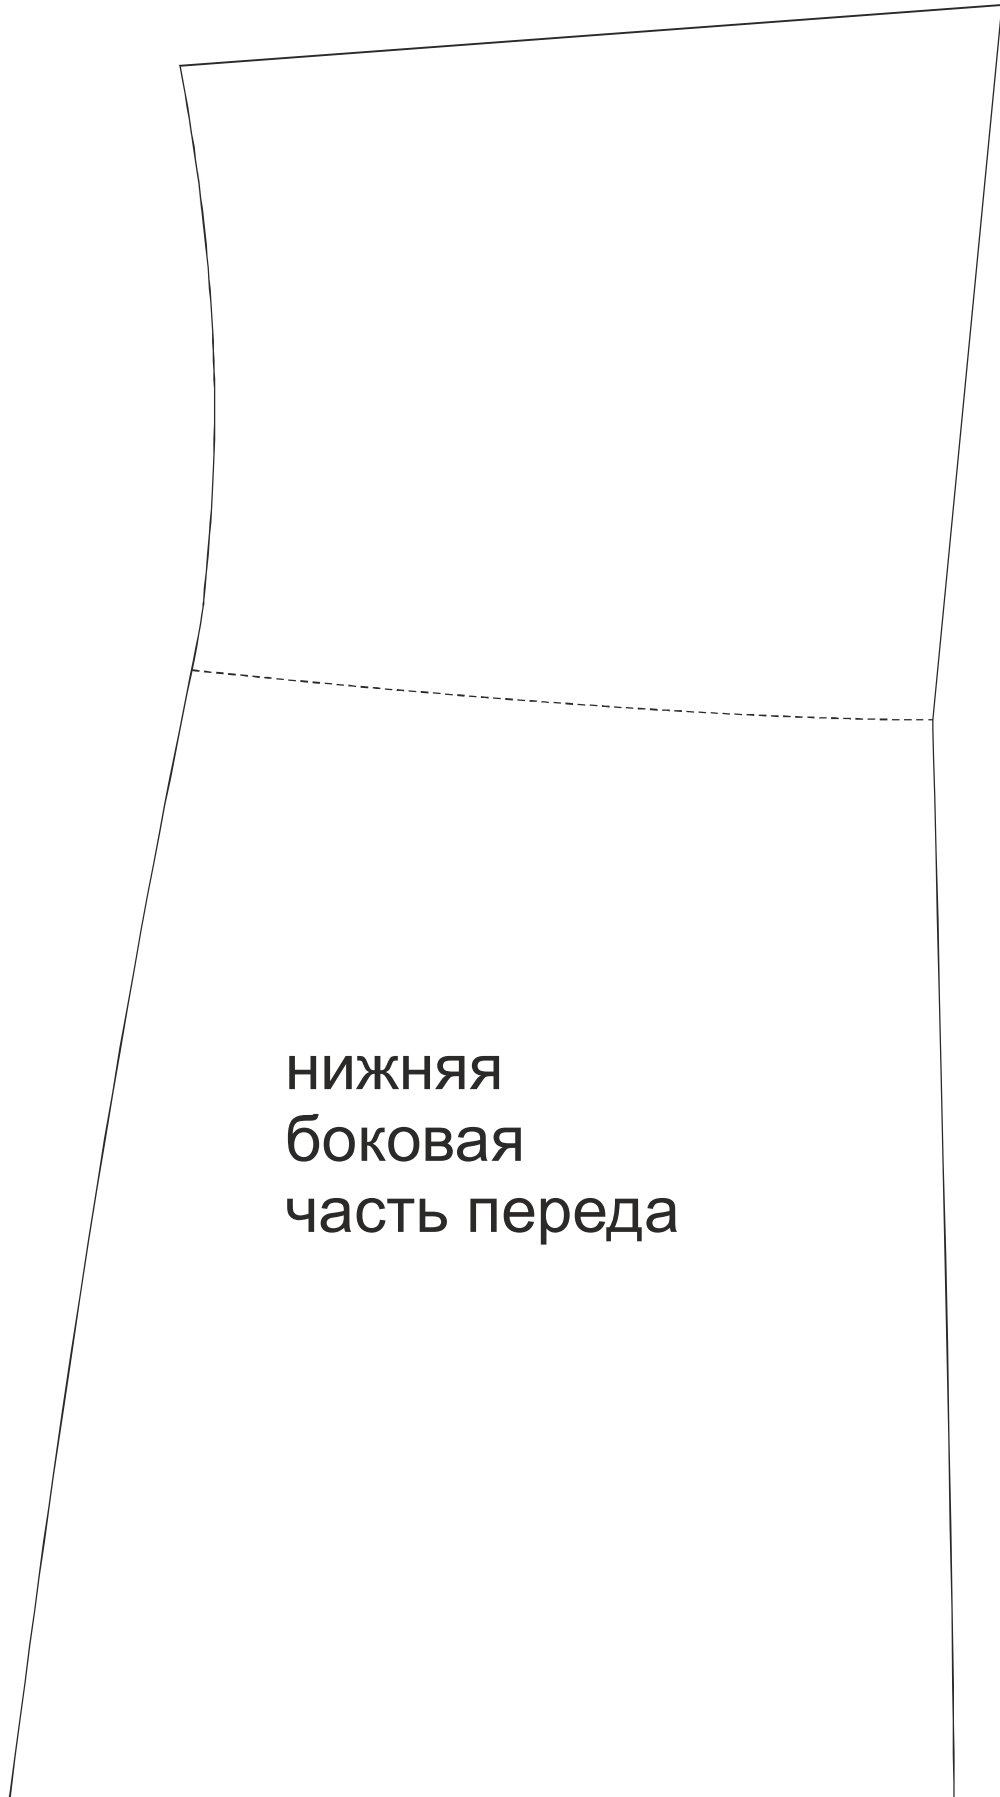 нижняя
боковая
часть переда